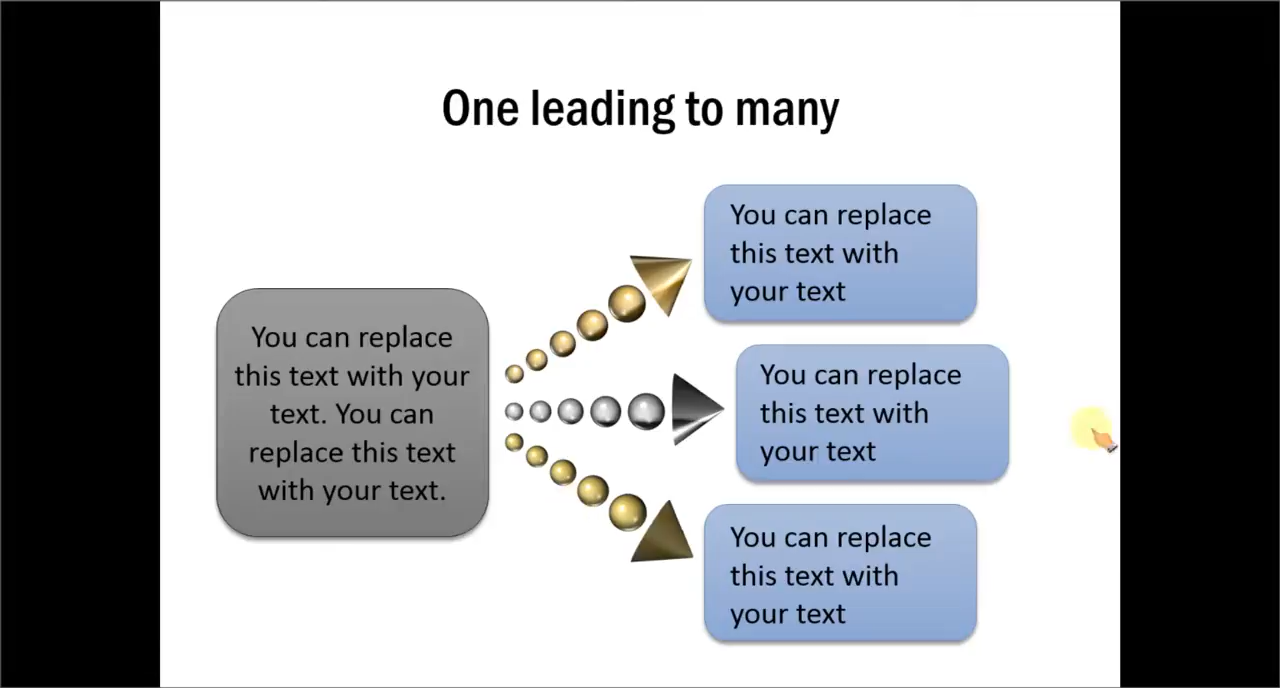 One leading to many
You can replace
this text with your
text. You can
replace this text
with your text.
You can replace
this text with
your text
You can replace
this text with
your text
You can replace
this text with
your text